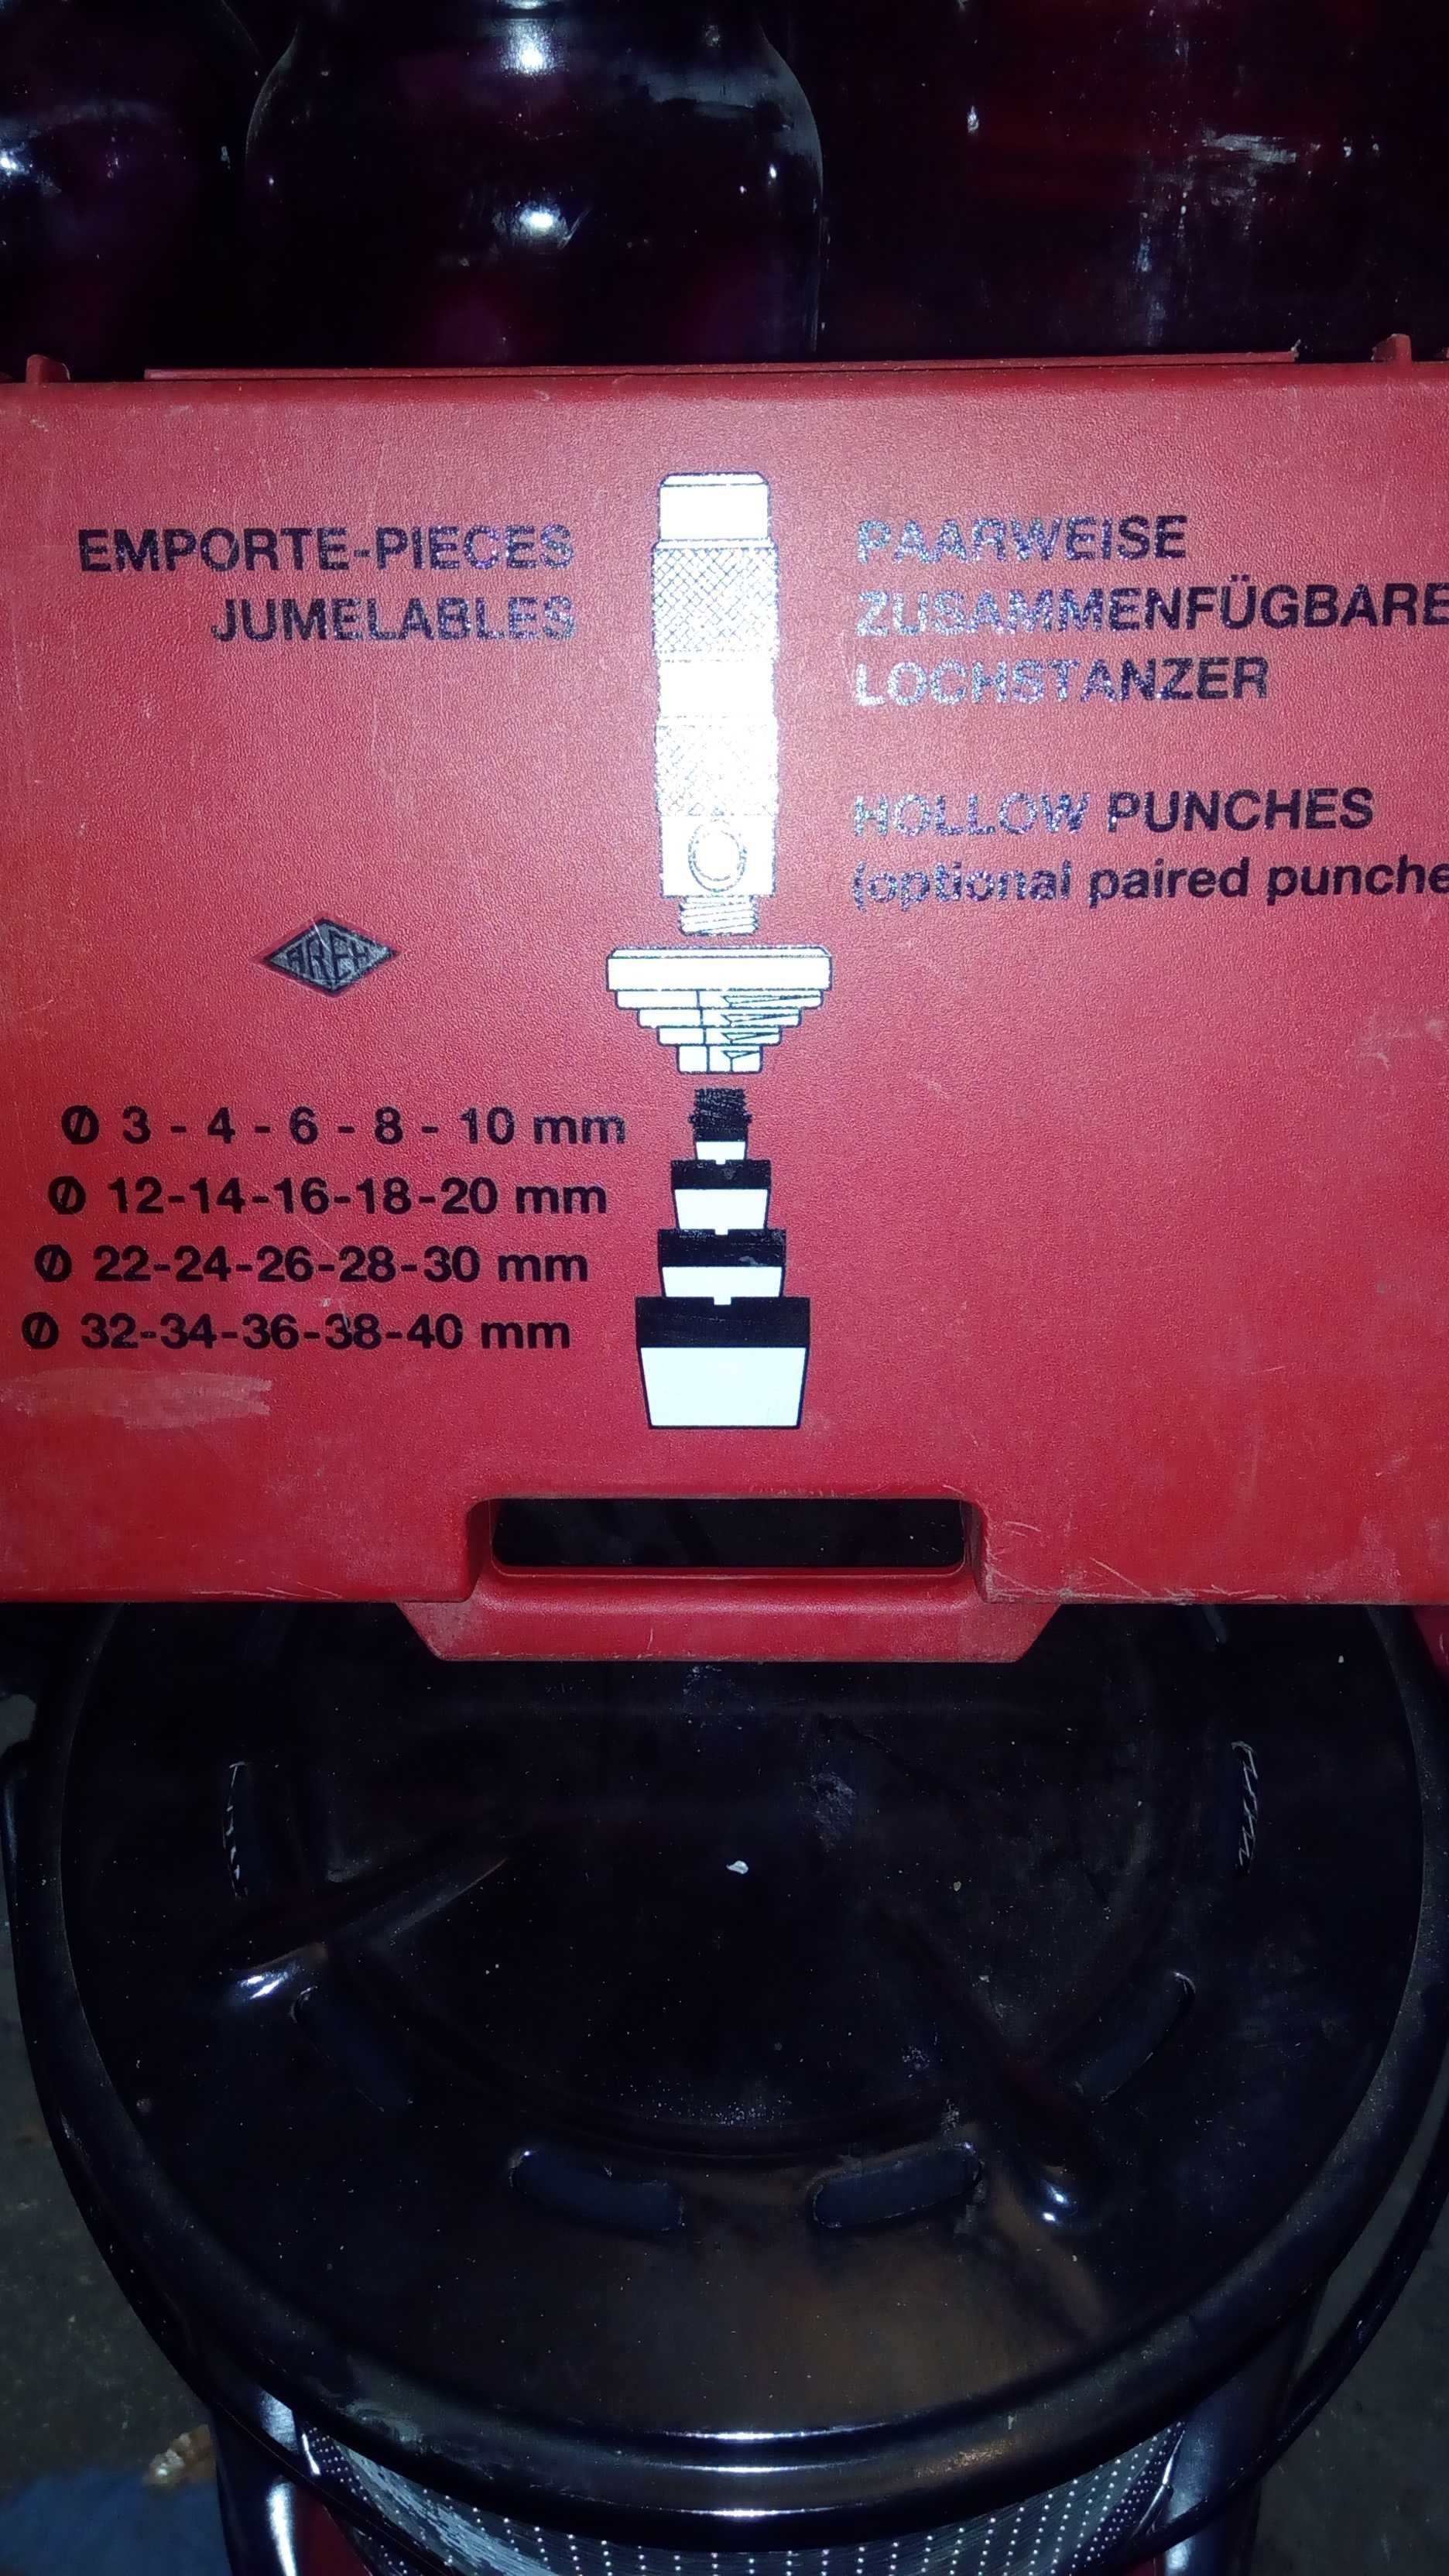 EMPORTE-PIECES
JUMELABLES
PAARWEISE
ZUSAMMENFÜGBARE
LOCHSTANZER
HOLLOW PUNCHES
(optional paired punche
Ø 3 - 4 - 6 - 8 - 10 mm
Ø 12-14-16-18-20 mm
Ø 22-24-26-28-30 mm
Ø 32-34-36-38-40 mm